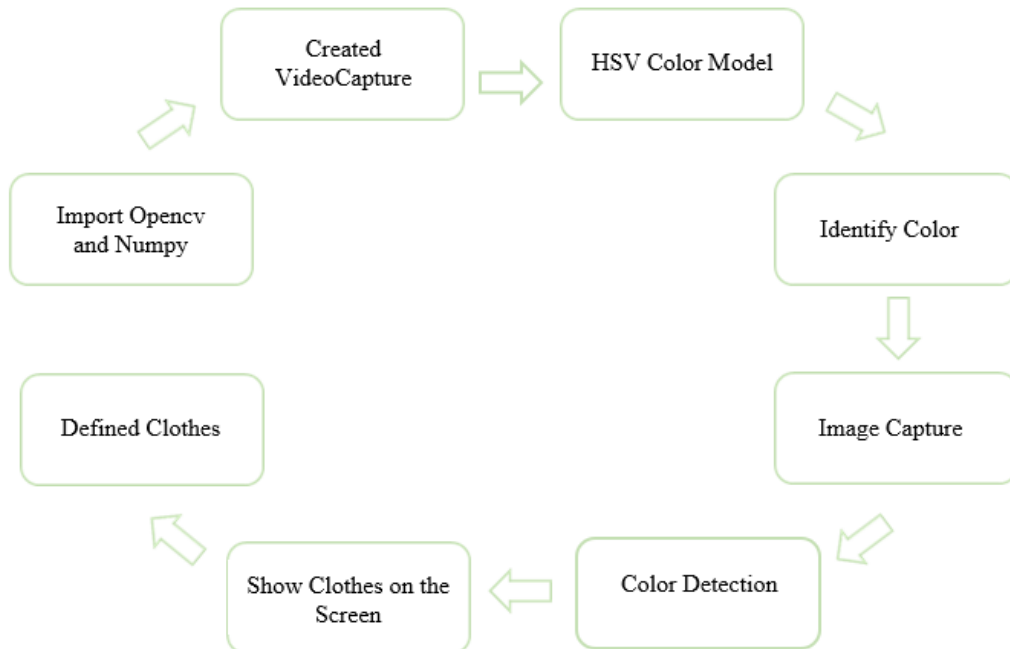 Created
VideoCapture
HSV Color Model
Import Opencv
and Numpy
Identify Color
Defined Clothes
Image Capture
Show Clothes on the
Screen
Color Detection